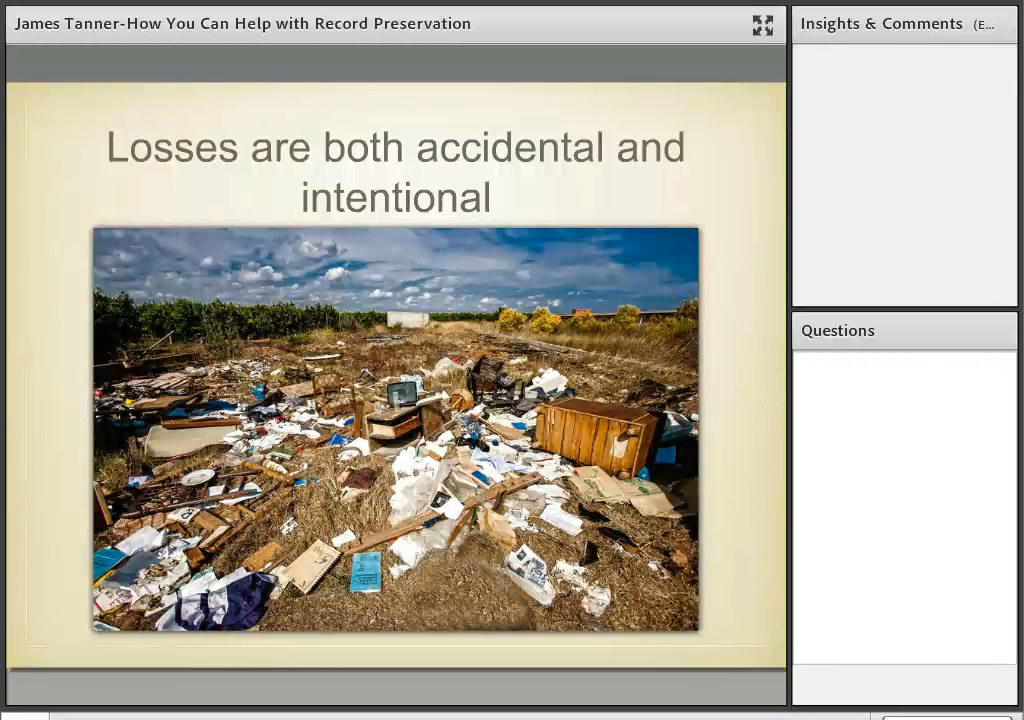 James Tanner-How You Can Help with Record Preservation
Insights & Comments (E...
Losses are both accidental and
intentional
Questions